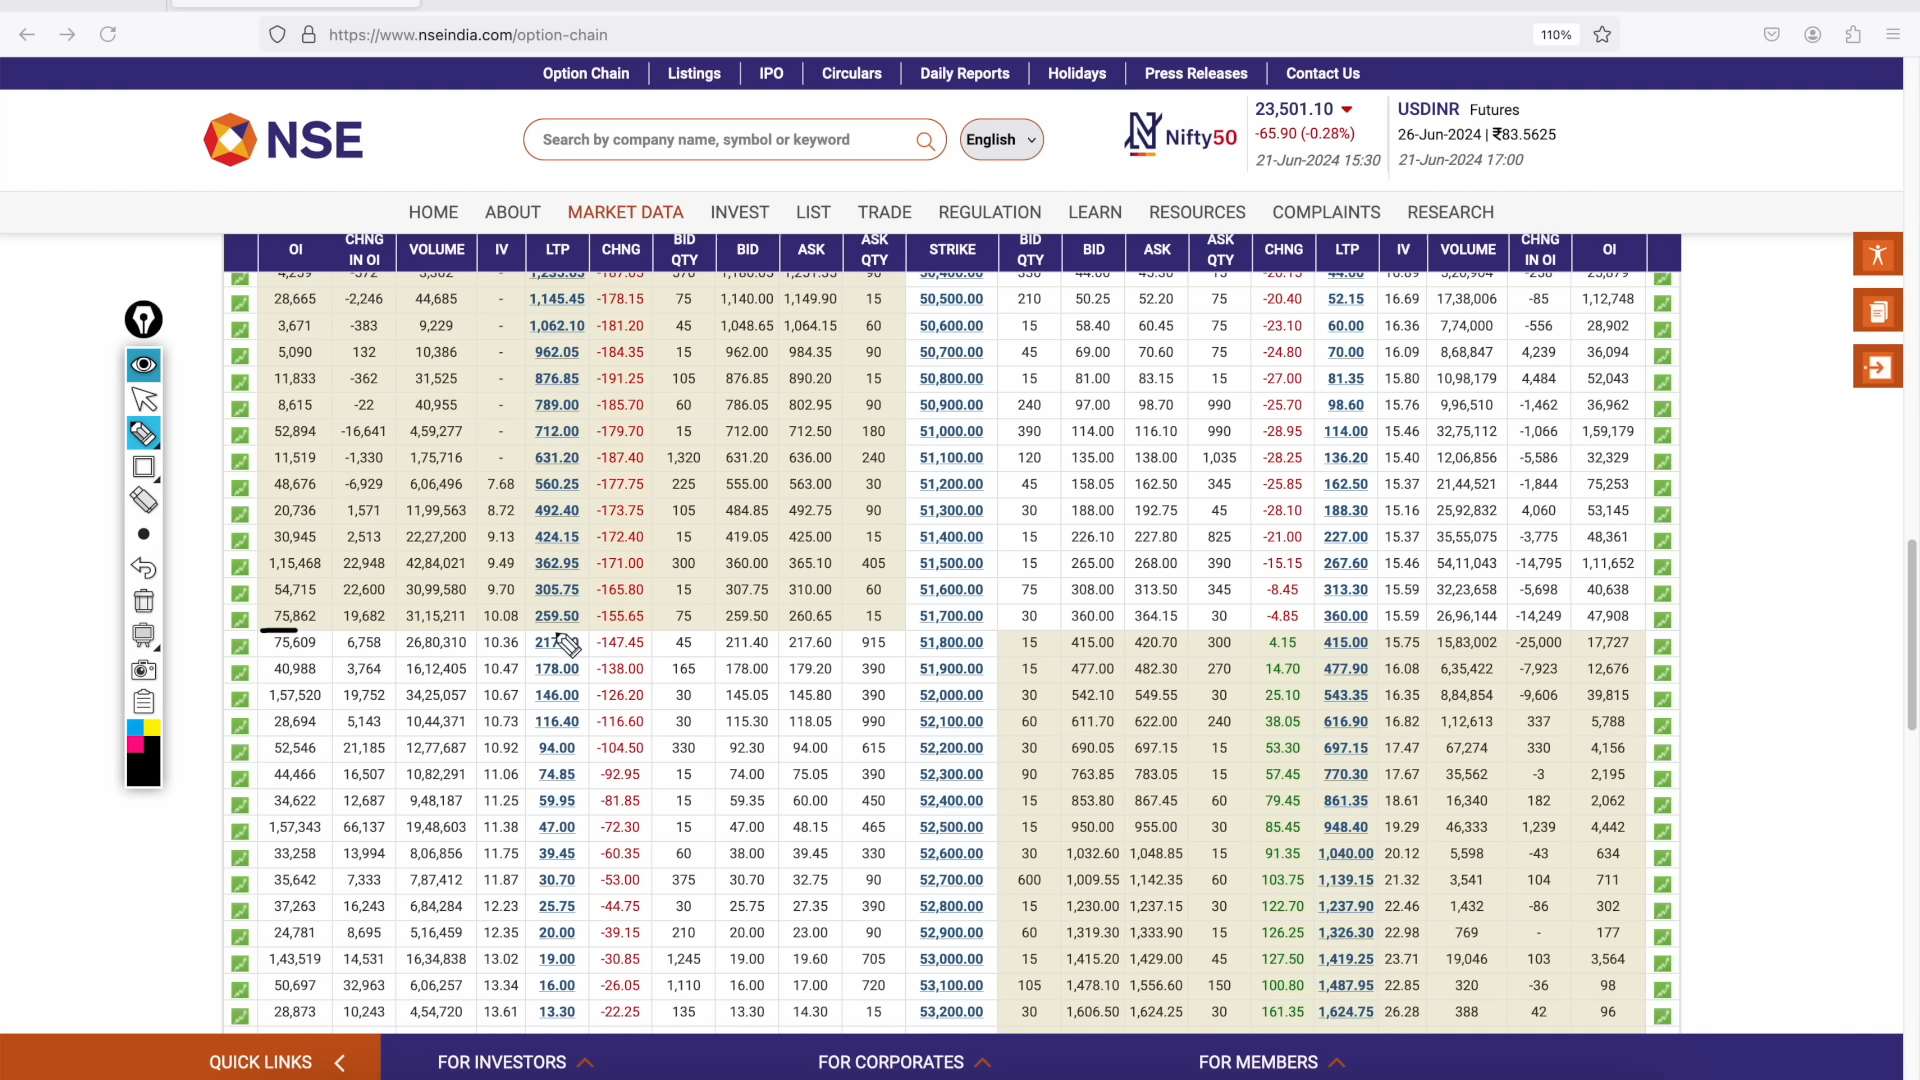 https://www.nseindia.com/option-chain 110%
Option Chain Listings IPO Circulars Daily Reports Holidays Press Releases Contact Us
NSE
Search by company name, symbol or keyword
English
Nifty50
23,501.10
-65.90 (-0.28%)
21-Jun-2024 15:30
USDINR Futures
26-Jun-2024 | ₹83.5625
21-Jun-2024 17:00
HOME ABOUT MARKET DATA INVEST LIST TRADE REGULATION LEARN RESOURCES COMPLAINTS RESEARCH
OI CHNG IN OI VOLUME IV LTP CHNG BID QTY BID ASK ASK QTY STRIKE BID QTY BID ASK ASK QTY CHNG LTP IV VOLUME CHNG IN OI OI
28,665 -2,246 44,685 - 1,145.45 -178.15 75 1,140.00 1,149.90 15 50,500.00 210 50.25 52.20 75 -20.40 52.15 16.69 17,38,006 -85 1,12,748
3,671 -383 9,229 - 1,062.10 -181.20 45 1,048.65 1,064.15 60 50,600.00 15 58.40 60.45 75 -23.10 60.00 16.36 7,74,000 -556 28,902
5,090 132 10,386 - 962.05 -184.35 15 962.00 984.35 90 50,700.00 45 69.00 70.60 75 -24.80 70.00 16.09 8,68,847 4,239 36,094
11,833 -362 31,525 - 876.85 -191.25 105 876.85 890.20 15 50,800.00 15 81.00 83.15 15 -27.00 81.35 15.80 10,98,179 4,484 52,043
8,615 -22 40,955 - 789.00 -185.70 60 786.05 802.95 90 50,900.00 240 97.00 98.70 990 -25.70 98.60 15.76 9,96,510 -1,462 36,962
52,894 -16,641 4,59,277 - 712.00 -179.70 15 712.00 712.50 180 51,000.00 390 114.00 116.10 990 -28.95 114.00 15.46 32,75,112 -1,066 1,59,179
11,519 -1,330 1,75,716 - 631.20 -187.40 1,320 631.20 636.00 240 51,100.00 120 135.00 138.00 1,035 -28.25 136.20 15.40 12,06,856 -5,586 32,329
48,676 -6,929 6,06,496 7.68 560.25 -177.75 225 555.00 563.00 30 51,200.00 45 158.05 162.50 345 -25.85 162.50 15.37 21,44,521 -1,844 75,253
20,736 1,571 11,99,563 8.72 492.40 -173.75 105 484.85 492.75 90 51,300.00 30 188.00 192.75 45 -28.10 188.30 15.16 25,92,832 4,060 53,145
30,945 2,513 22,27,200 9.13 424.15 -172.40 15 419.05 425.00 15 51,400.00 15 226.10 227.80 825 -21.00 227.00 15.37 35,55,075 -3,775 48,361
1,15,468 22,948 42,84,021 9.49 362.95 -171.00 300 360.00 365.10 405 51,500.00 15 265.00 268.00 390 -15.15 267.60 15.46 54,11,043 -14,795 1,11,652
54,715 22,600 30,99,580 9.70 305.75 -165.80 15 307.75 310.00 60 51,600.00 75 308.00 313.50 345 -8.45 313.30 15.59 32,23,658 -5,698 40,638
75,862 19,682 31,15,211 10.08 259.50 -155.65 75 259.50 260.65 15 51,700.00 30 360.00 364.15 30 -4.85 360.00 15.59 26,96,144 -14,249 47,908
75,609 6,758 26,80,310 10.36 -147.45 45 211.40 217.60 915 51,800.00 15 415.00 420.70 300 4.15 415.00 15.75 15,83,002 -25,000 17,727
40,988 3,764 16,12,405 10.47 178.00 -138.00 165 178.00 179.20 390 51,900.00 15 477.00 482.30 270 14.70 477.90 16.08 6,35,422 -7,923 12,676
1,57,520 19,752 34,25,057 10.67 146.00 -126.20 30 145.05 145.80 390 52,000.00 30 542.10 549.55 30 25.10 543.35 16.35 8,84,854 -9,606 39,815
28,694 5,143 10,44,371 10.73 116.40 -116.60 30 115.30 118.05 990 52,100.00 60 611.70 622.00 240 38.05 616.90 16.82 1,12,613 337 5,788
52,546 21,185 12,77,687 10.92 94.00 -104.50 330 92.30 94.00 615 52,200.00 30 690.05 697.15 15 53.30 697.15 17.47 67,274 330 4,156
44,466 16,507 10,82,291 11.06 74.85 -92.95 15 74.00 75.05 390 52,300.00 90 763.85 783.05 15 57.45 770.30 17.67 35,562 -3 2,195
34,622 12,687 9,48,187 11.25 59.95 -81.85 15 59.35 60.00 450 52,400.00 15 853.80 867.45 60 79.45 861.35 18.61 16,340 182 2,062
1,57,343 66,137 19,48,603 11.38 47.00 -72.30 15 47.00 48.15 465 52,500.00 15 950.00 955.00 30 85.45 948.40 19.29 46,333 1,239 4,442
33,258 13,994 8,06,856 11.75 39.45 -60.35 60 38.00 39.45 330 52,600.00 30 1,032.60 1,048.85 15 91.35 1,040.00 20.12 5,598 -43 634
35,642 7,333 7,87,412 11.87 30.70 -53.00 375 30.70 32.75 90 52,700.00 600 1,009.55 1,142.35 60 103.75 1,139.15 21.32 3,541 104 711
37,263 16,243 6,84,284 12.23 25.75 -44.75 30 25.75 27.35 390 52,800.00 15 1,230.00 1,237.15 30 122.70 1,237.90 22.46 1,432 -86 302
24,781 8,695 5,16,459 12.35 20.00 -39.15 210 20.00 23.00 90 52,900.00 60 1,319.30 1,333.90 15 126.25 1,326.30 22.98 769 - 177
1,43,519 14,531 16,34,838 13.02 19.00 -30.85 1,245 19.00 19.60 705 53,000.00 15 1,415.20 1,429.00 45 127.50 1,419.25 23.71 19,046 103 3,564
50,697 32,963 6,06,257 13.34 16.00 -26.05 1,110 16.00 17.00 720 53,100.00 105 1,478.10 1,556.60 150 100.80 1,487.95 22.85 320 -36 98
28,873 10,243 4,54,720 13.61 13.30 -22.25 135 13.30 14.30 15 53,200.00 30 1,606.50 1,624.25 30 161.35 1,624.75 26.28 388 42 96
QUICK LINKS FOR INVESTORS FOR CORPORATES FOR MEMBERS